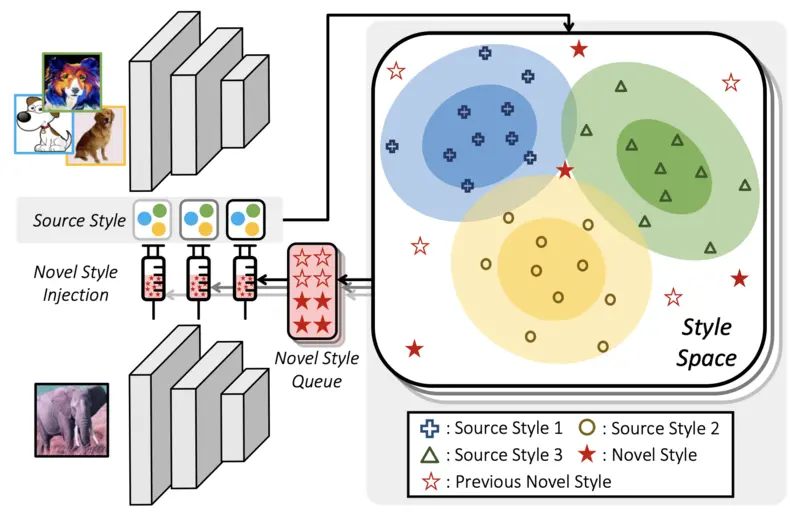 Source Style
Novel Style
Injection
Novel Style
Queue
Style
Space
: Source Style 1
: Source Style 2
: Source Style 3
: Novel Style
: Previous Novel Style